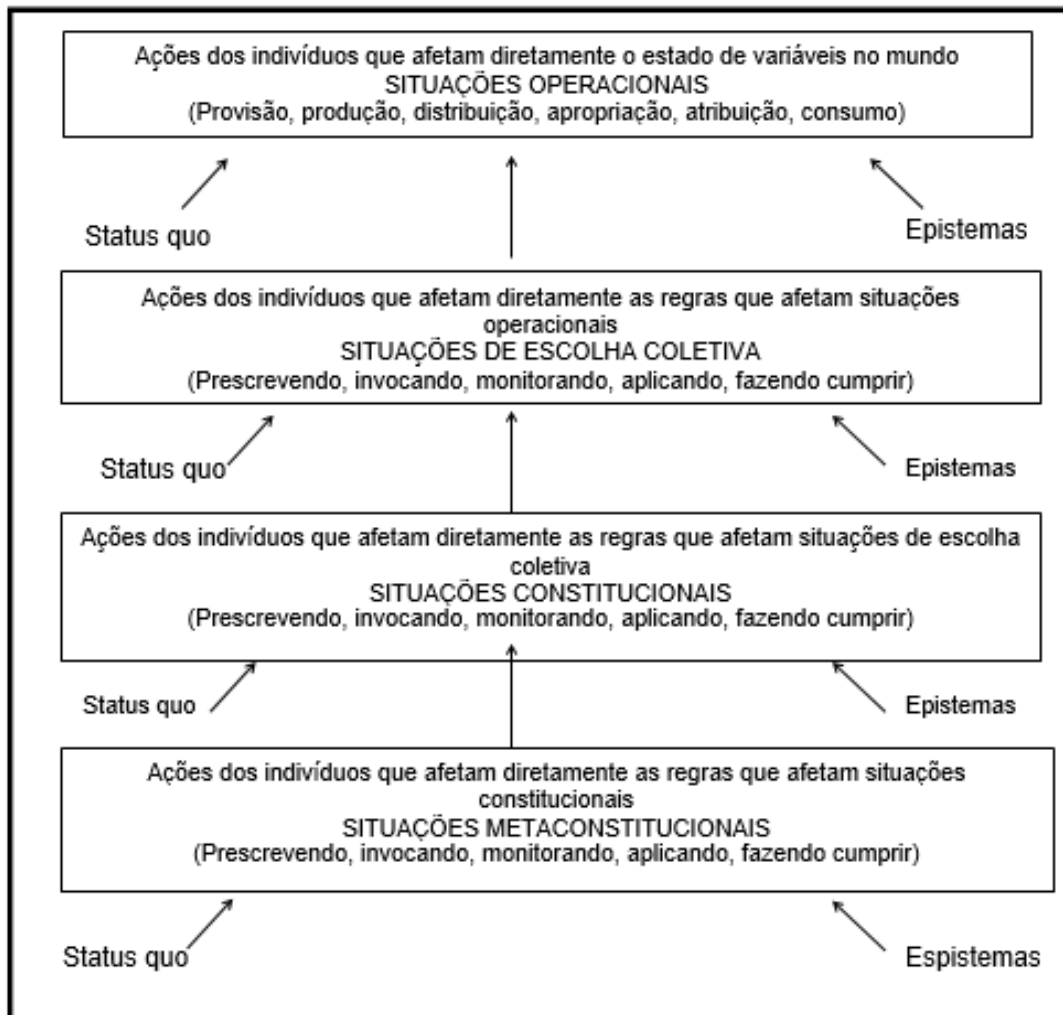 Ações dos indivíduos que afetam diretamente o estado de variáveis no mundo
SITUAÇÕES OPERACIONAIS
(Provisão, produção, distribuição, apropriação, atribuição, consumo)
Status quo
Epistemas
Ações dos indivíduos que afetam diretamente as regras que afetam situações
operacionais
SITUAÇÕES DE ESCOLHA COLETIVA
(Prescrevendo, invocando, monitorando, aplicando, fazendo cumprir)
Status quo
Epistemas
Ações dos indivíduos que afetam diretamente as regras que afetam situações de escolha
coletiva
SITUAÇÕES CONSTITUCIONAIS
(Prescrevendo, invocando, monitorando, aplicando, fazendo cumprir)
Status quo
Epistemas
Ações dos indivíduos que afetam diretamente as regras que afetam situações
constitucionais
SITUAÇÕES METACONSTITUCIONAIS
(Prescrevendo, invocando, monitorando, aplicando, fazendo cumprir)
Status quo
Espistemas